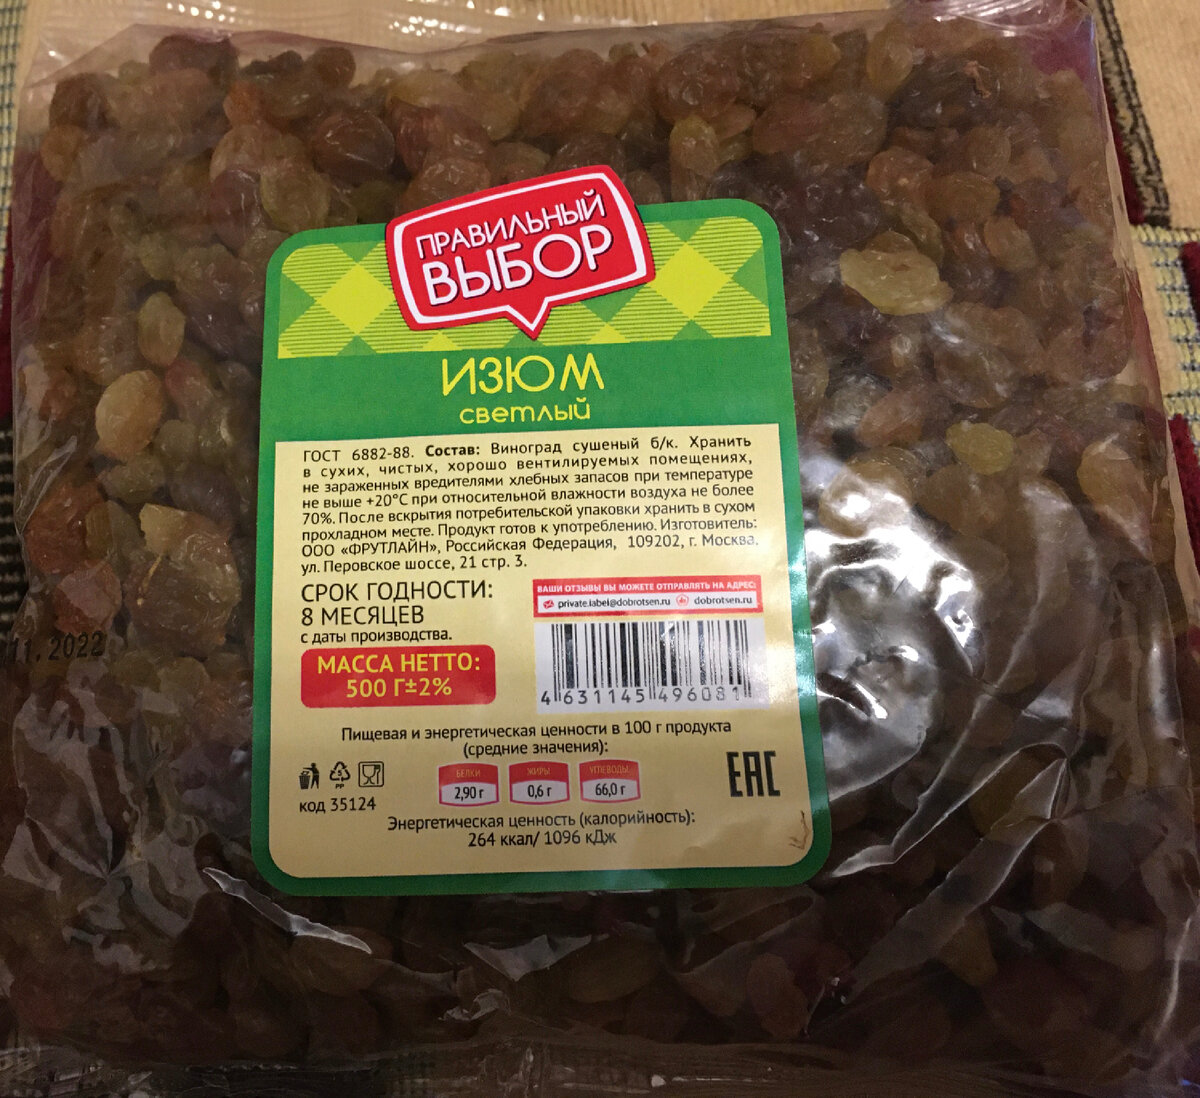 ПРАВИЛЬНЫЙ
ВЫБОР
ИЗЮМ
светлый
ГОСТ 6882-88. Состав: Виноград сушеный б/к. Хранить
в сухих, чистых, хорошо вентилируемых помещениях,
не зараженных вредителями хлебных запасов при температуре
не выше +20°С при относительной влажности воздуха не более
70%. После вскрытия потребительской упаковки хранить в сухом
прохладном месте. Продукт готов к употреблению. Изготовитель:
ООО «ФРУТЛАЙН», Российская Федерация, 109202, г. Москва.
ул. Перовское шоссе, 21 стр. 3.
СРОК ГОДНОСТИ:
8 МЕСЯЦЕВ
с даты производства.
МАССА НЕТТО:
500 Г±2%
ВАШИ ОТЗЫВЫ ВЫ МОЖЕТЕ ОТПРАВЛЯТЬ НА АДРЕС:
private.label@dobrotsen.ru dobrotsen.ru
4 631145 496081
11. 2022
Пищевая и энергетическая ценности в 100 г продукта
(средние значения):
БЕЛКИ ЖИРЫ УГЛЕВОДЫ
2,90 г 0,6 г 66,0 г
5
PP
код 35124
EAC
Энергетическая ценность (калорийность):
264 ккал/ 1096 кДж